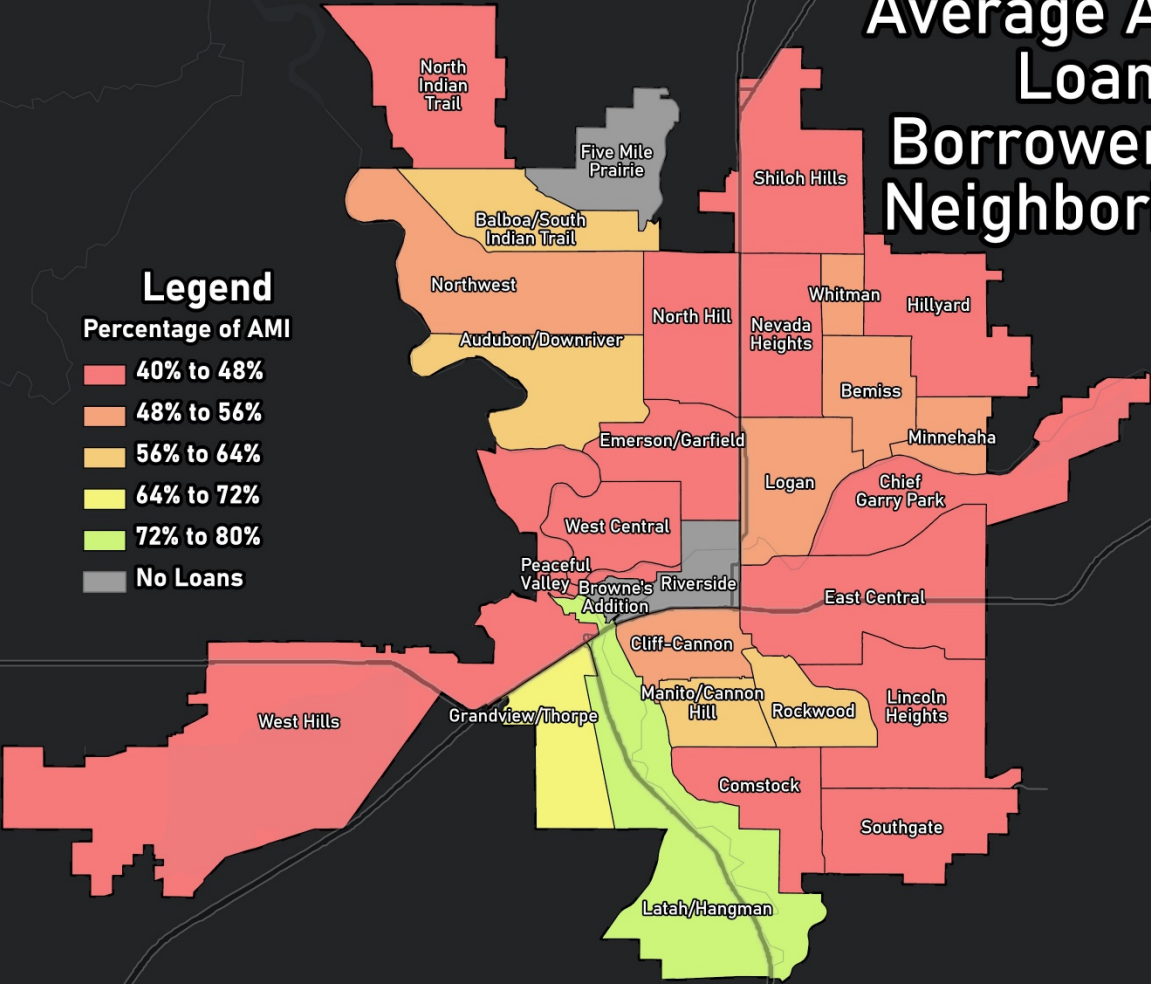 Average A
Loan
Borrower
Neighbor
North
Indian
Trail
Five Mile
Prairie
Shiloh Hills
Balboa/South
Indian Trail
Northwest
Whitman
Hillyard
North Hill
Nevada
Heights
Audubon/Downriver
Bemiss
Emerson/Garfield
Minnehaha
Logan
Chief
Garry Park
West Central
Peaceful
Valley
Browne's
Addition
Riverside
East Central
Cliff-Cannon
Manito/Cannon
Hill
Rockwood
Lincoln
Heights
West Hills
Grandview/Thorpe
Comstock
Southgate
Latah/Hangman
Legend
Percentage of AMI
40% to 48%
48% to 56%
56% to 64%
64% to 72%
72% to 80%
No Loans